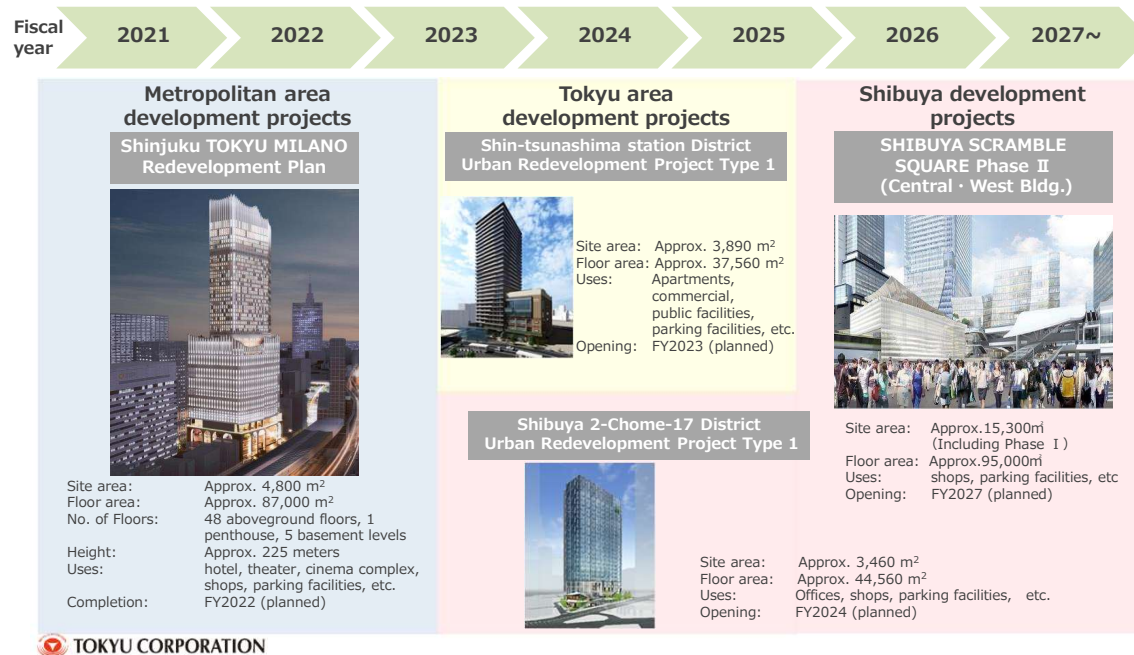 Fiscal
year
2021
2022
2023
2024
2025
2026
2027~
Metropolitan area
development projects
Shinjuku TOKYU MILANO
Redevelopment Plan
Site area: Approx. 4,800 m²
Floor area: Approx. 87,000 m²
No. of Floors: 48 aboveground floors, 1
penthouse, 5 basement levels
Height: Approx. 225 meters
Uses: hotel, theater, cinema complex,
shops, parking facilities, etc.
Completion: FY2022 (planned)
Tokyu area
development projects
Shin-tsunashima station District
Urban Redevelopment Project Type 1
Site area: Approx. 3,890 m²
Floor area: Approx. 37,560 m²
Uses: Apartments,
commercial,
public facilities,
parking facilities, etc.
Opening: FY2023 (planned)
Shibuya development
projects
SHIBUYA SCRAMBLE
SQUARE Phase Ⅱ
(Central・West Bldg.)
Site area: Approx.15,300㎡
(Including Phase Ⅰ)
Floor area: Approx.95,000㎡
Uses: shops, parking facilities, etc
Opening: FY2027 (planned)
Shibuya 2-Chome-17 District
Urban Redevelopment Project Type 1
Site area: Approx. 3,460 m²
Floor area: Approx. 44,560 m²
Uses: Offices, shops, parking facilities, etc.
Opening: FY2024 (planned)
TOKYU CORPORATION